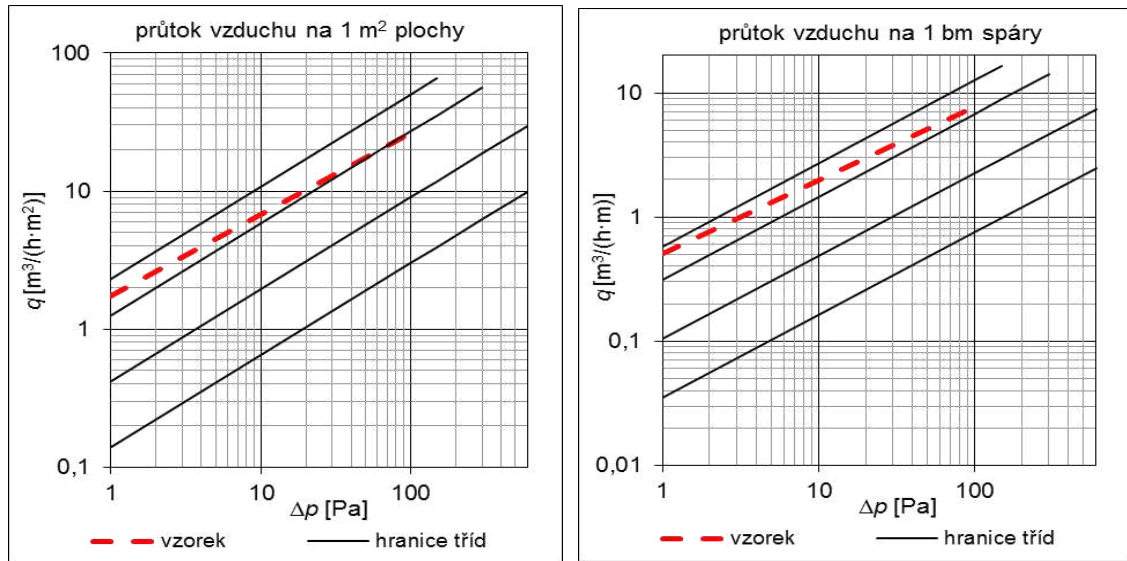 průtok vzduchu na 1 m² plochy
100
10
1
0,1
q [m³/(h·m²)]
1
10
100
Δp [Pa]
vzorek
hranice tříd
průtok vzduchu na 1 bm spáry
10
1
0,1
0,01
q [m³/(h·m)]
1
10
100
Δp [Pa]
vzorek
hranice tříd